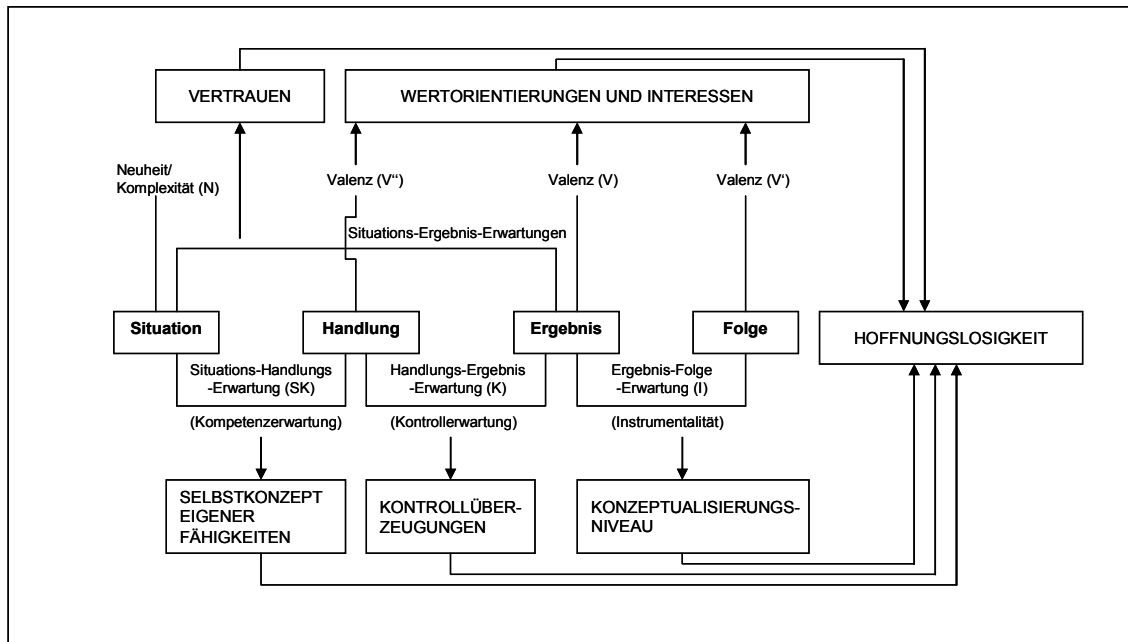 VERTRAUEN
WERTORIENTIERUNGEN UND INTERESSEN
Neuheit/
Komplexität (N)
Valenz (V‘‘)
Valenz (V)
Valenz (V‘)
Situations-Ergebnis-Erwartungen
Situation
Handlung
Ergebnis
Folge
HOFFNUNGSLOSIGKEIT
Situations-Handlungs
-Erwartung (SK)
Handlungs-Ergebnis
-Erwartung (K)
Ergebnis-Folge
-Erwartung (I)
(Kompetenzerwartung)
(Kontrollerwartung)
(Instrumentalität)
SELBSTKONZEPT
EIGENER
FÄHIGKEITEN
KONTROLLÜBER-
ZEUGUNGEN
KONZEPTUALISIERUNGS-
NIVEAU